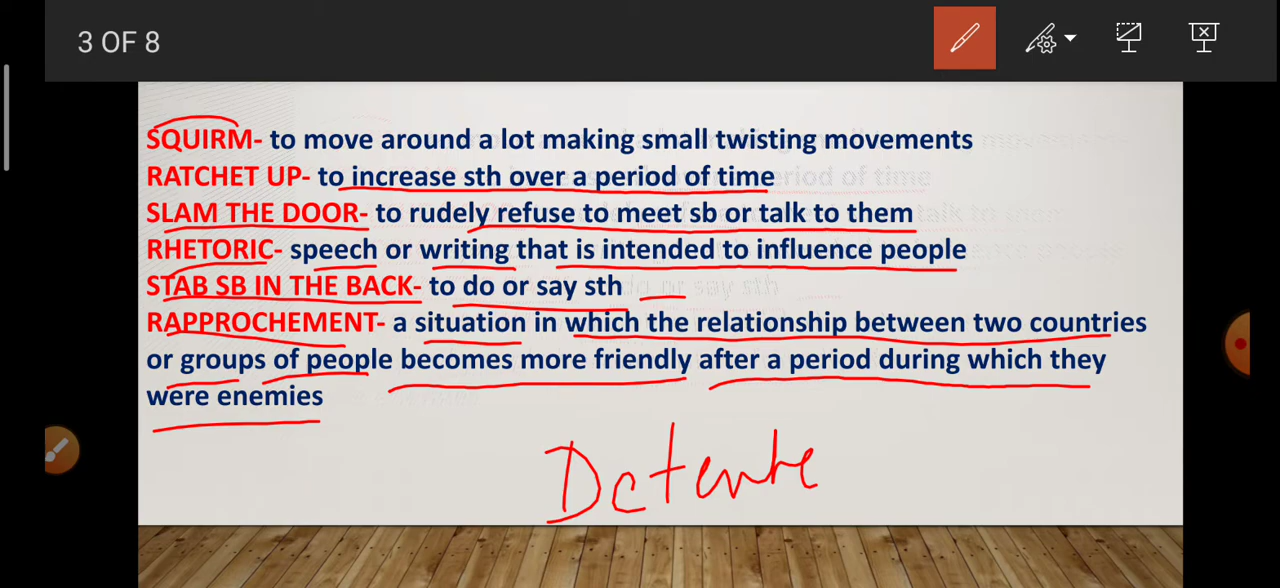 3 OF 8
SQUIRM- to move around a lot making small twisting movements
RATCHET UP- to increase sth over a period of time
SLAM THE DOOR- to rudely refuse to meet sb or talk to them
RHETORIC- speech or writing that is intended to influence people
STAB SB IN THE BACK- to do or say sth
RAPPROCHEMENT- a situation in which the relationship between two countries
or groups of people becomes more friendly after a period during which they
were enemies
Detente